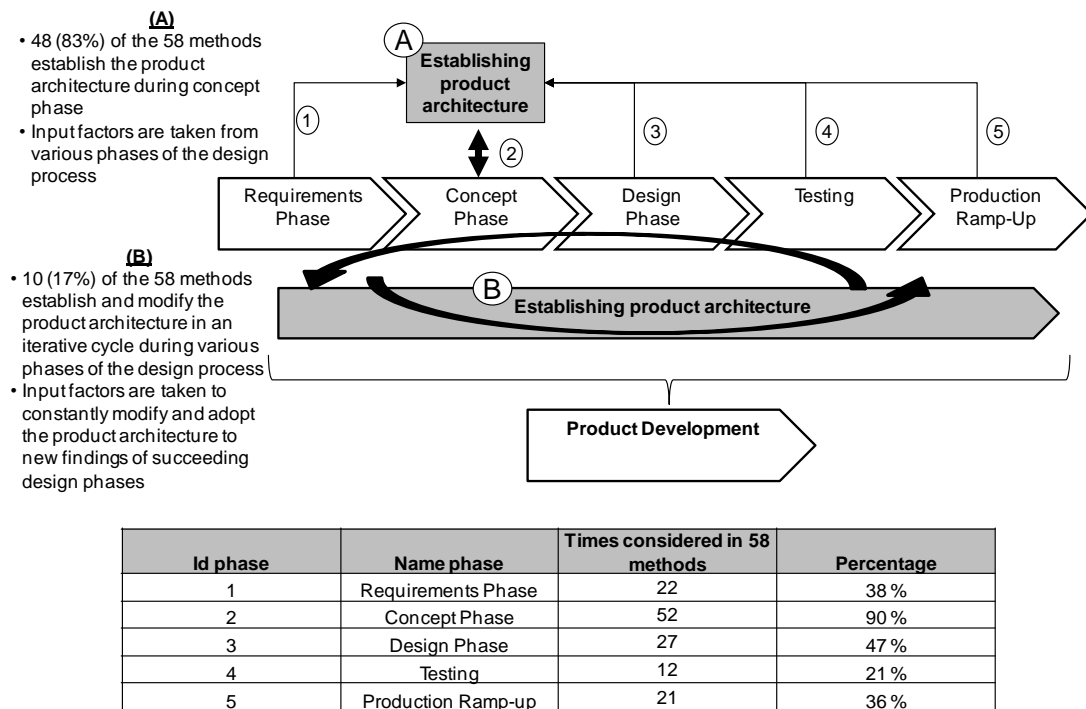 (A)
• 48 (83%) of the 58 methods
establish the product
architecture during concept
phase
• Input factors are taken from
various phases of the design
process
A
Establishing
product
architecture
1
2
3
4
5
Requirements
Phase
Concept
Phase
Design
Phase
Testing
Production
Ramp-Up
(B)
• 10 (17%) of the 58 methods
establish and modify the
product architecture in an
iterative cycle during various
phases of the design process
• Input factors are taken to
constantly modify and adopt
the product architecture to
new findings of succeeding
design phases
B
Establishing product architecture
Product Development
Id phase Name phase Times considered in 58 methods Percentage
1 Requirements Phase 22 38 %
2 Concept Phase 52 90 %
3 Design Phase 27 47 %
4 Testing 12 21 %
5 Production Ramp-up 21 36 %